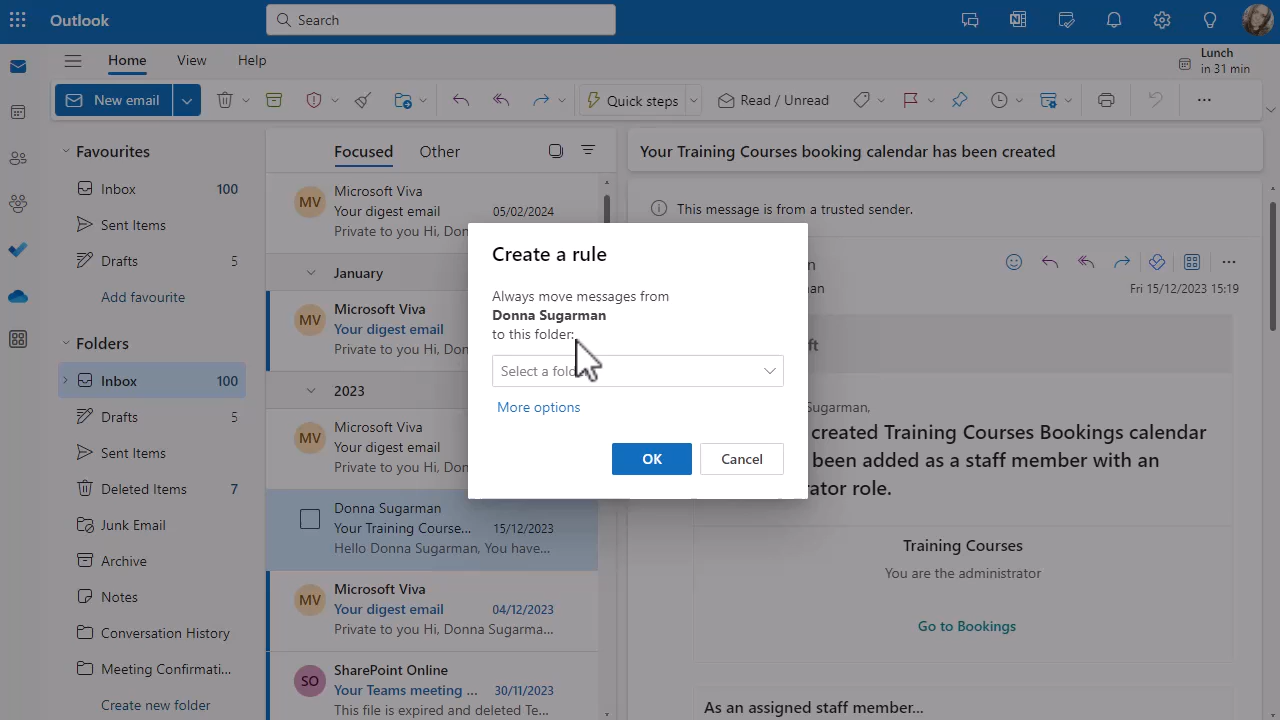 Outlook
Search
Lunch
in 31 min
Home
View
Help
New email
Quick steps
Read / Unread
Favourites
Inbox
100
Sent Items
Drafts
5
Add favourite
Folders
Inbox
100
Drafts
Sent Items
Deleted Items
7
Junk Email
Archive
Notes
Conversation History
Meeting Confirmati...
Create new folder
Focused
Other
MV
Microsoft Viva
Your digest email
05/02/2024
Private to you Hi, Don
January
MV
Microsoft Viva
Your digest email
Private to you Hi, Don
2023
MV
Microsoft Viva
Your digest email
Private to you Hi, Don
Donna Sugarman
Your Training Course...
15/12/2023
Hello Donna Sugarman, You have...
MV
Microsoft Viva
Your digest email
04/12/2023
Private to you Hi, Donna Sugarma...
SO
SharePoint Online
Your Teams meeting ...
30/11/2023
This file is expired and deleted Te...
Create a rule
Always move messages from
Donna Sugarman
to this folder:
Select a fol
More options
OK
Cancel
Your Training Courses booking calendar has been created
This message is from a trusted sender.
Fri 15/12/2023 15:19
Sugarman,
created Training Courses Bookings calendar
been added as a staff member with an
role.
Training Courses
You are the administrator
Go to Bookings
As an assigned staff member...